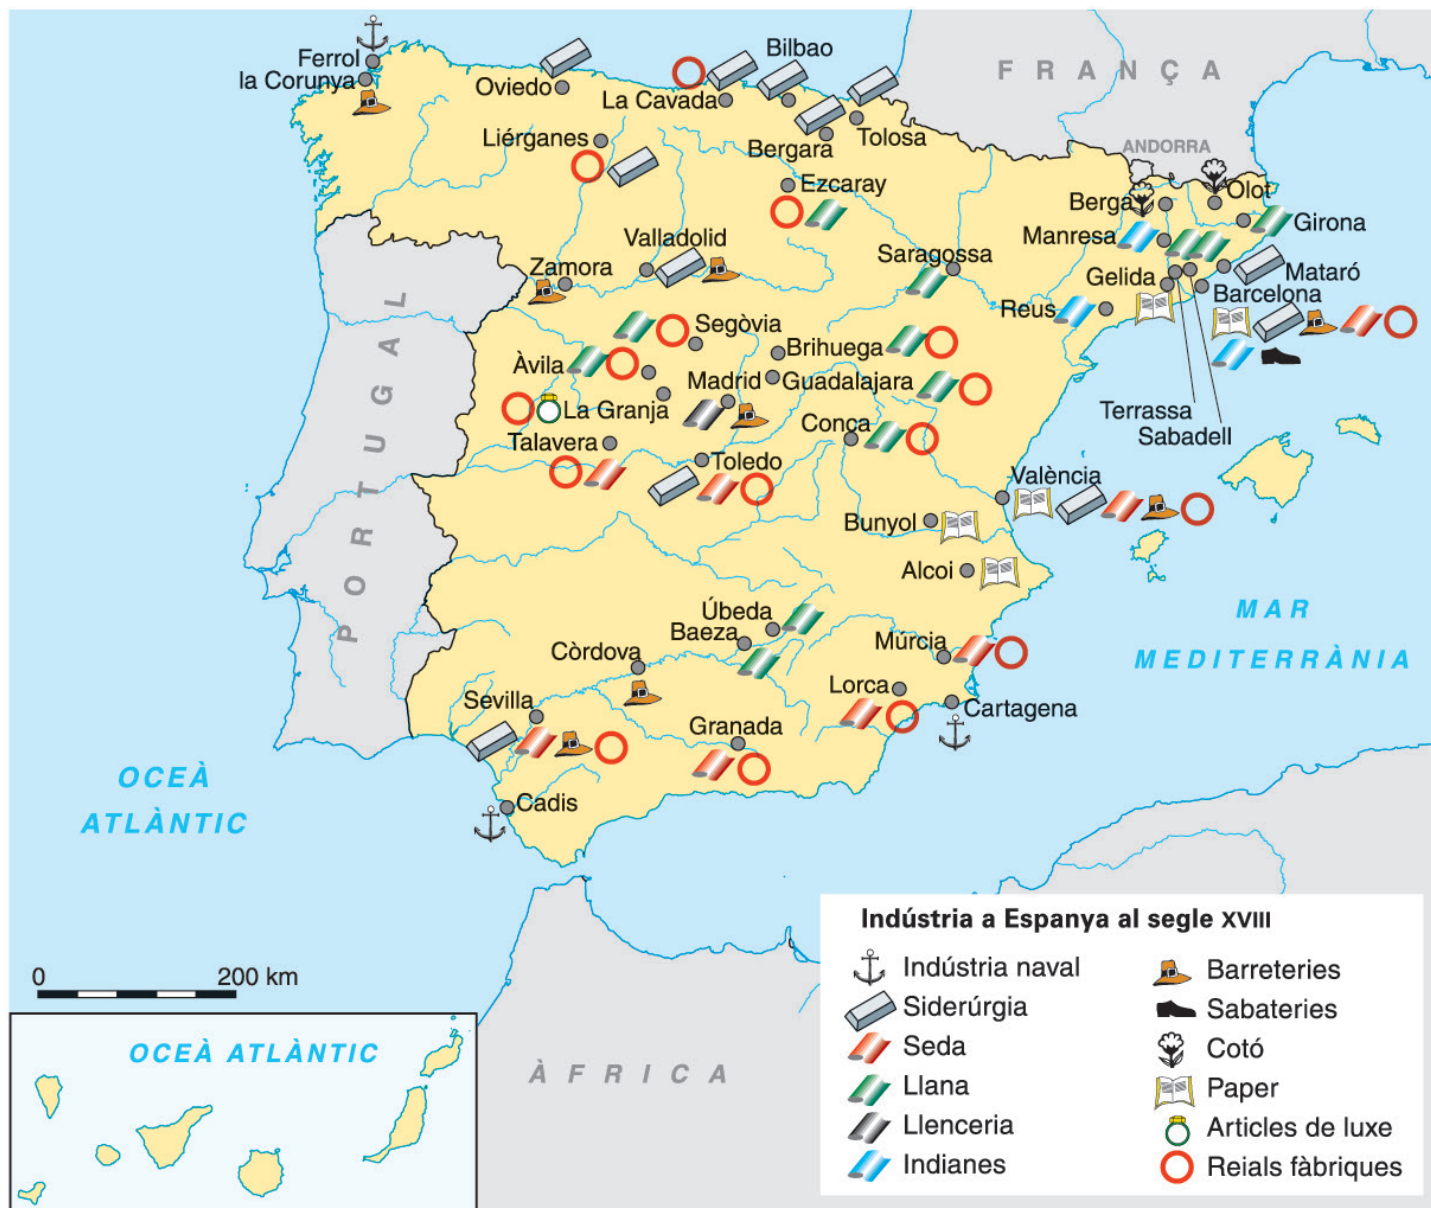 Ferrol
la Corunya
Oviedo
La Cavada
Bilbao
Liérganes
Bergara
Tolosa
Ezcaray
FRANÇA
ANDORRA
Berga
Olot
Manresa
Girona
Valladolid
Zamora
Saragossa
Gelida
Mataró
Barcelona
Reus
Segòvia
Brihuega
Àvila
Madrid
Guadalajara
La Granja
Talavera
Conca
Terrassa
Sabadell
Toledo
València
Bunyol
Alcoi
PORTUGAL
Úbeda
Baeza
Múrcia
Còrdova
Lorca
Sevilla
Cartagena
Granada
Cadis
MAR
MEDITERRÀNIA
OCEÀ
ATLÀNTIC
0 200 km
OCEÀ ATLÀNTIC
ÀFRICA
Indústria a Espanya al segle XVIII
Indústria naval
Siderúrgia
Seda
Llana
Llenceria
Indianes
Barreteries
Sabateries
Cotó
Paper
Articles de luxe
Reials fàbriques